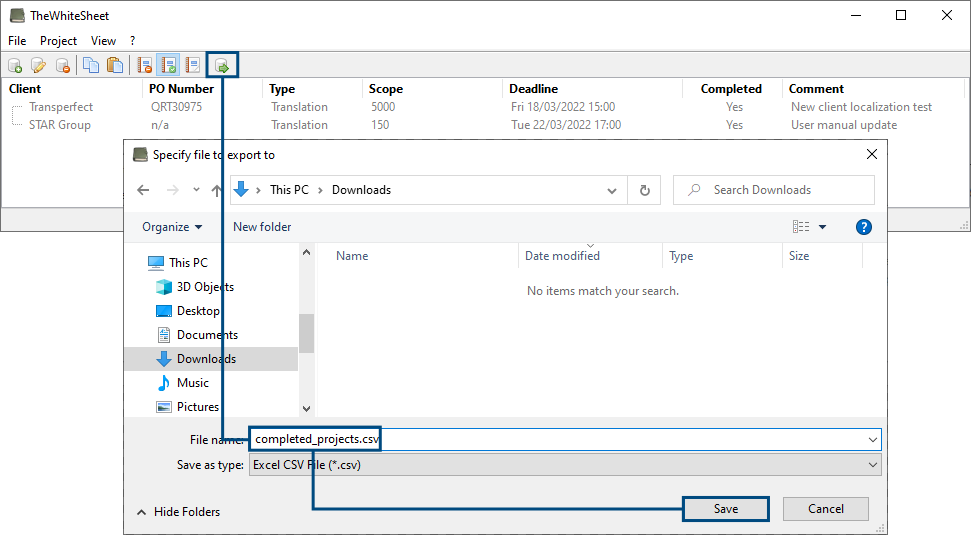 TheWhiteSheet
File Project View ?
Client PO Number Type Scope Deadline Completed Comment
Transperfect QRT30975 Translation 5000 Fri 18/03/2022 15:00 Yes New client localization test
STAR Group n/a Translation 150 Tue 22/03/2022 17:00 Yes User manual update
Specify file to export to
This PC Downloads Search Downloads
Organize New folder ?
Name Date modified Type Size
This PC
No items match your search.
3D Objects
Desktop
Documents
Downloads
Music
Pictures
File name: completed_projects.csv
Save as type: Excel CSV File (*.csv)
Hide Folders Save Cancel